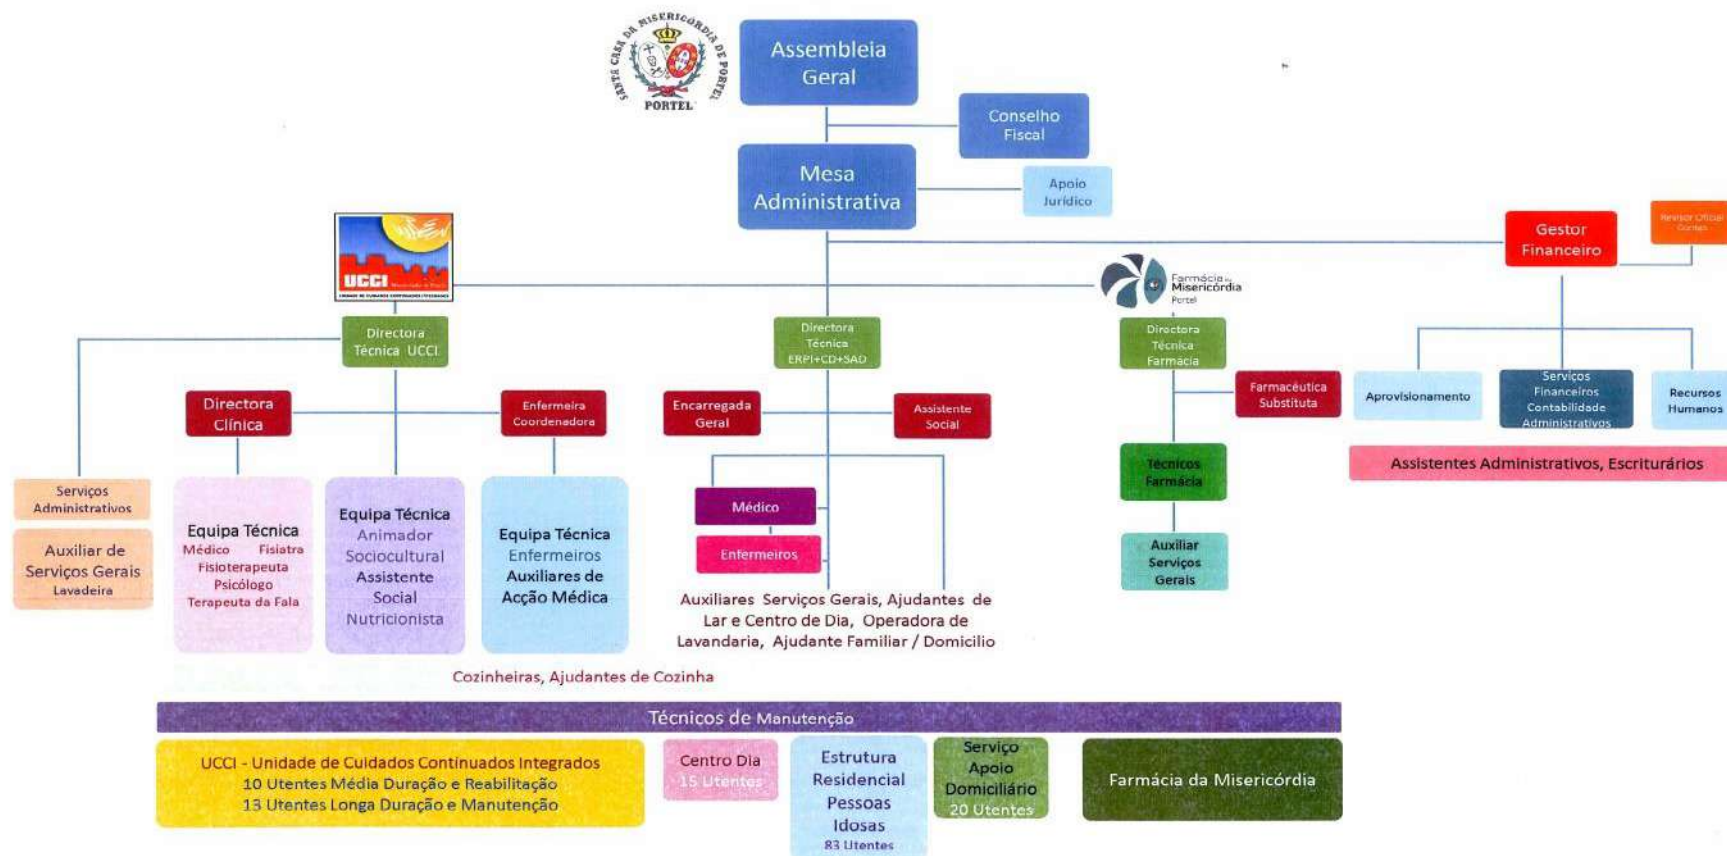 SANTA CASA DA MISERICÓRDIA DE PORTEL
PORTEL
Assembleia
Geral
Conselho
Fiscal
Mesa
Administrativa
Apoio
Jurídico
Gestor
Financeiro
Revisor Oficial
Contas
UCCI
Farmácia da
Misericórdia
Portel
Directora
Técnica UCCI
Directora
Técnica
ERPI+CD+SAD
Directora
Técnica
Farmácia
Directora
Clínica
Enfermeira
Coordenadora
Encarregada
Geral
Assistente
Social
Farmacêutica
Substituta
Aprovisionamento
Serviços
Financeiros
Contabilidade
Administrativos
Recursos
Humanos
Assistentes Administrativos, Escriturários
Serviços
Administrativos
Auxiliar de
Serviços Gerais
Lavadeira
Equipa Técnica
Médico Fisiatra
Fisioterapeuta
Psicólogo
Terapeuta da Fala
Equipa Técnica
Animador
Sociocultural
Assistente
Social
Nutricionista
Equipa Técnica
Enfermeiros
Auxiliares de
Acção Médica
Médico
Enfermeiros
Técnicos
Farmácia
Auxiliar
Serviços
Gerais
Auxiliares Serviços Gerais, Ajudantes de
Lar e Centro de Dia, Operadora de
Lavandaria, Ajudante Familiar / Domicilio
Cozinheiras, Ajudantes de Cozinha
Técnicos de Manutenção
UCCI - Unidade de Cuidados Continuados Integrados
10 Utentes Média Duração e Reabilitação
13 Utentes Longa Duração e Manutenção
Centro Dia
15 Utentes
Estrutura
Residencial
Pessoas
Idosas
83 Utentes
Serviço
Apoio
Domiciliário
20 Utentes
Farmácia da Misericórdia